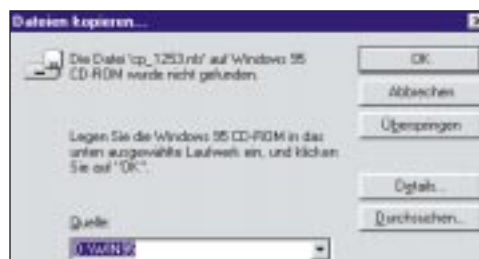 Dateien kopieren...
Die Datei 'cp_1253.nls' auf Windows 95
CD-ROM wurde nicht gefunden.
Legen Sie die Windows 95 CD-ROM in das
unten ausgewählte Laufwerk ein, und klicken
Sie auf "OK".
Quelle:
D:\WIN95
OK
Abbrechen
Überspringen
Details...
Durchsuchen...